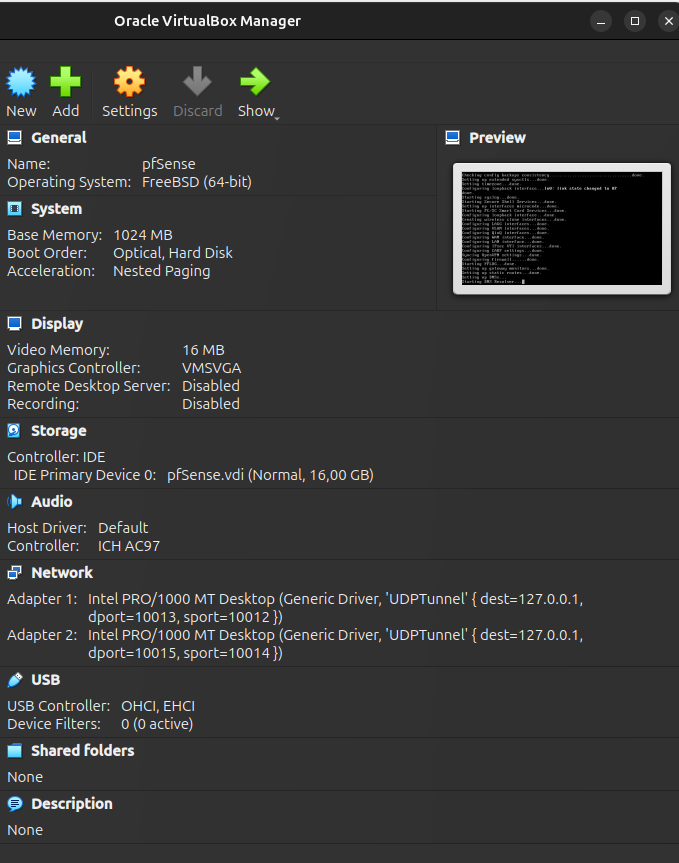 Oracle VirtualBox Manager
New Add Settings Discard Show
General
Name: pfSense
Operating System: FreeBSD (64-bit)
System
Base Memory: 1024 MB
Boot Order: Optical, Hard Disk
Acceleration: Nested Paging
Preview
Display
Video Memory: 16 MB
Graphics Controller: VMSVGA
Remote Desktop Server: Disabled
Recording: Disabled
Storage
Controller: IDE
IDE Primary Device 0: pfSense.vdi (Normal, 16,00 GB)
Audio
Host Driver: Default
Controller: ICH AC97
Network
Adapter 1: Intel PRO/1000 MT Desktop (Generic Driver, 'UDPTunnel' { dest=127.0.0.1,
dport=10013, sport=10012 })
Adapter 2: Intel PRO/1000 MT Desktop (Generic Driver, 'UDPTunnel' { dest=127.0.0.1,
dport=10015, sport=10014 })
USB
USB Controller: OHCI, EHCI
Device Filters: 0 (0 active)
Shared folders
None
Description
None